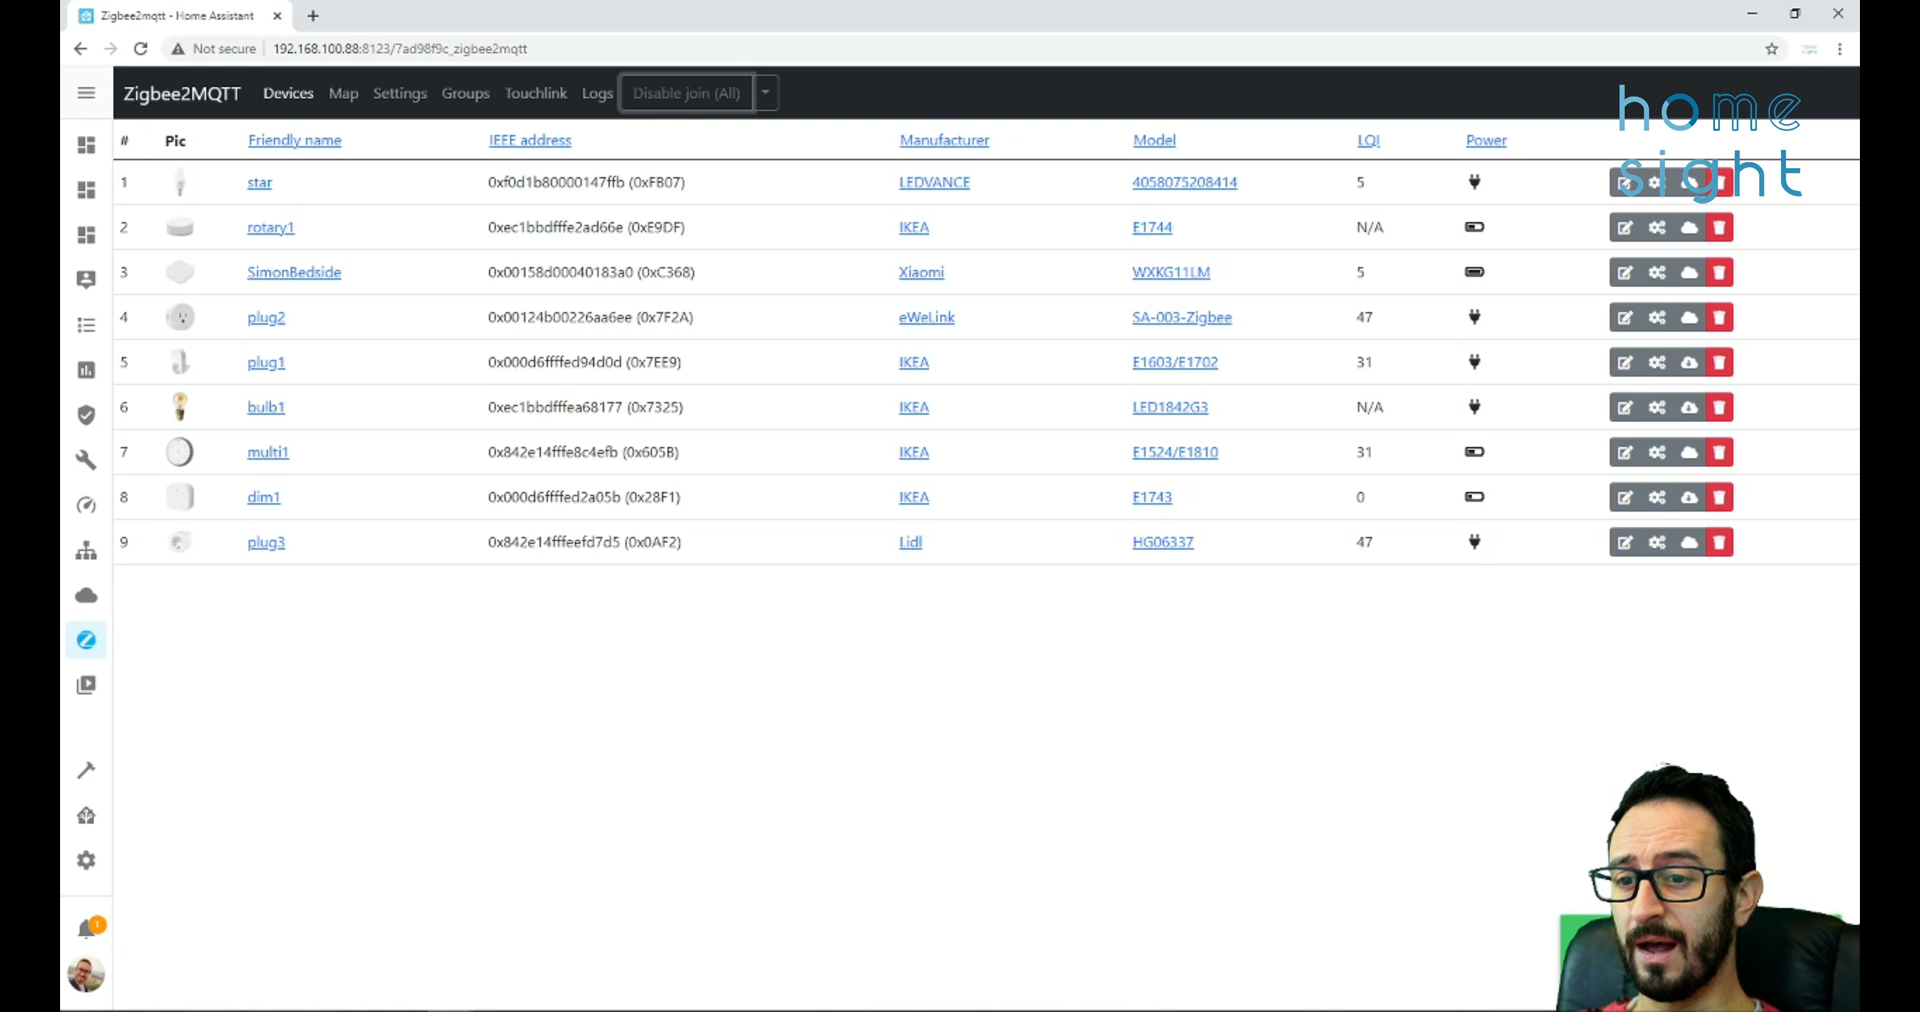 Zigbee2mqtt - Home Assistant
Not secure 192.168.100.88:8123/7ad98f9c_zigbee2mqtt
Zigbee2MQTT Devices Map Settings Groups Touchlink Logs Disable join (All)
home
sight
# Pic Friendly name IEEE address Manufacturer Model LQI Power
1 star 0xf0d1b80000147ffb (0xFB07) LEDVANCE 4058075208414 5
2 rotary1 0xec1bbdfffe2ad66e (0xE9DF) IKEA E1744 N/A
3 SimonBedside 0x00158d00040183a0 (0xC368) Xiaomi WXKG11LM 5
4 plug2 0x00124b00226aa6ee (0x7F2A) eWeLink SA-003-Zigbee 47
5 plug1 0x000d6ffffed94d0d (0x7EE9) IKEA E1603/E1702 31
6 bulb1 0xec1bbdfffea68177 (0x7325) IKEA LED1842G3 N/A
7 multi1 0x842e14fffe8c4efb (0x605B) IKEA E1524/E1810 31
8 dim1 0x000d6ffffed2a05b (0x28F1) IKEA E1743 0
9 plug3 0x842e14fffeefd7d5 (0x0AF2) Lidl HG06337 47
1